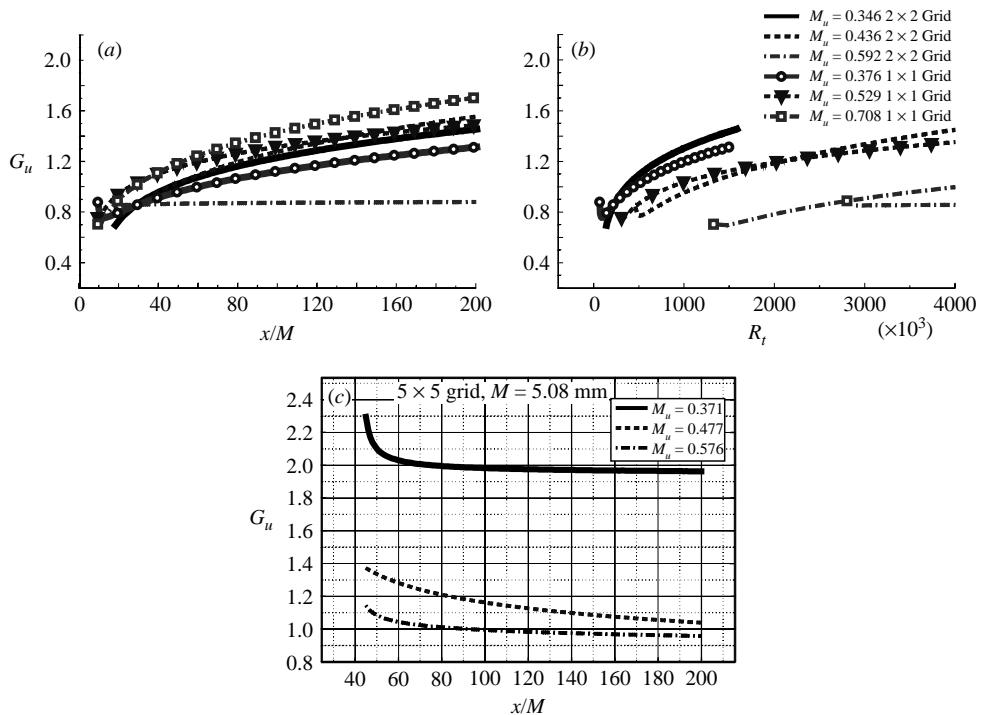 (a)
2.0
1.6
1.2
0.8
0.4
G_u
0 40 80 120 160 200
x/M
(b)
2.0
1.6
1.2
0.8
0.4
0 1000 2000 3000 4000
R_t (×10³)
M_u = 0.346 2 × 2 Grid
M_u = 0.436 2 × 2 Grid
M_u = 0.592 2 × 2 Grid
M_u = 0.376 1 × 1 Grid
M_u = 0.529 1 × 1 Grid
M_u = 0.708 1 × 1 Grid
(c) 5 × 5 grid, M = 5.08 mm
M_u = 0.371
M_u = 0.477
M_u = 0.576
2.4
2.2
2.0
1.8
1.6
1.4
1.2
1.0
0.8
G_u
40 60 80 100 120 140 160 180 200
x/M